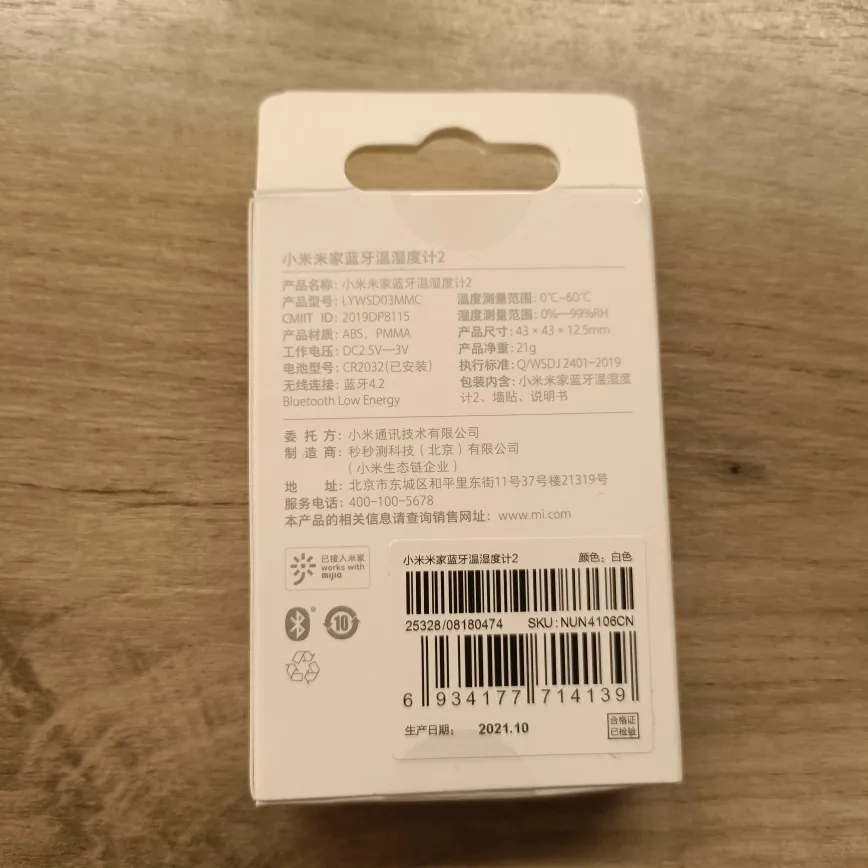 小米米家蓝牙温湿度计2
产品名称: 小米米家蓝牙温湿度计2
产品型号: LYWSD03MMC
CMIIT ID: 2019DP8115
产品材质: ABS、PMMA
工作电压: DC2.5V—3V
电池型号: CR2032(已安装)
无线连接: 蓝牙4.2
Bluetooth Low Energy
温度测量范围: 0℃~60℃
湿度测量范围: 0%—99%RH
产品尺寸: 43 × 43 × 12.5mm
产品净重: 21g
执行标准: Q/WSDJ 2401-2019
包装内含: 小米米家蓝牙温湿度
计2、墙贴、说明书
委 托 方: 小米通讯技术有限公司
制 造 商: 秒秒测科技（北京）有限公司
（小米生态链企业）
地 址: 北京市东城区和平里东街11号37号楼21319号
服务电话: 400-100-5678
本产品的相关信息请查询销售网址: www.mi.com
已接入米家
works with
mijia
10
小米米家蓝牙温湿度计2 颜色: 白色
25328/08180474 SKU:NUN4106CN
6 934177 714139
生产日期: 2021.10
合格证
已检验